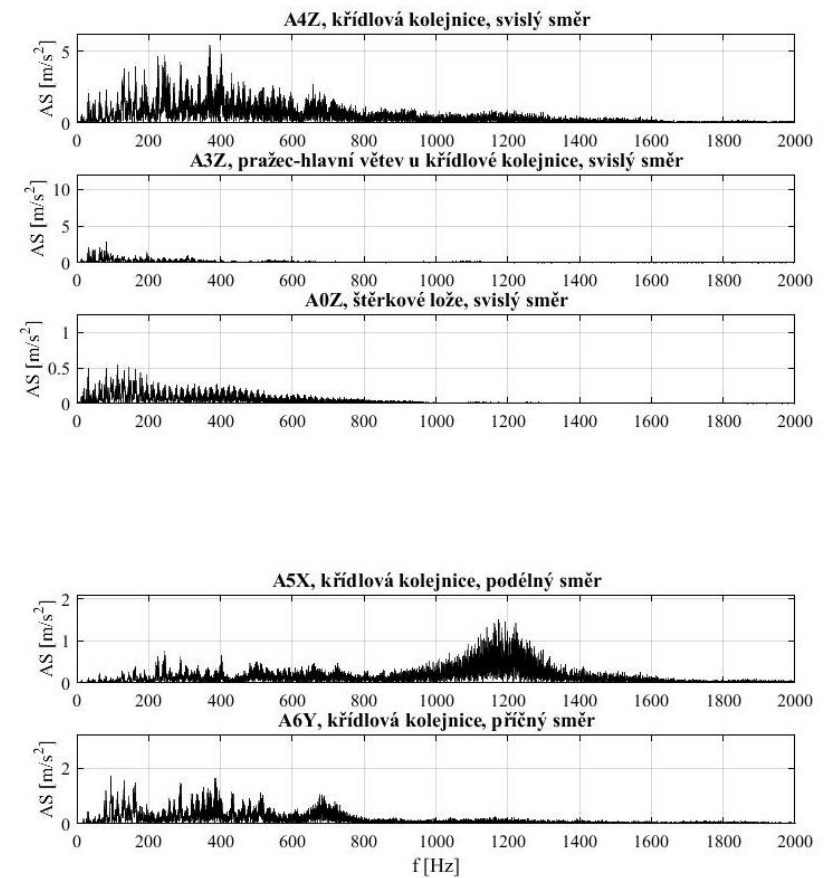 A4Z, křídlová kolejnice, svislý směr
AS [m/s²]
5
0
0 200 400 600 800 1000 1200 1400 1600 1800 2000
A3Z, pražec-hlavní větev u křídlové kolejnice, svislý směr
AS [m/s²]
10
5
0
0 200 400 600 800 1000 1200 1400 1600 1800 2000
A0Z, štěrkové lože, svislý směr
AS [m/s²]
1
0.5
0
0 200 400 600 800 1000 1200 1400 1600 1800 2000
A5X, křídlová kolejnice, podélný směr
AS [m/s²]
2
1
0
0 200 400 600 800 1000 1200 1400 1600 1800 2000
A6Y, křídlová kolejnice, příčný směr
AS [m/s²]
2
0
0 200 400 600 800 1000 1200 1400 1600 1800 2000
f [Hz]